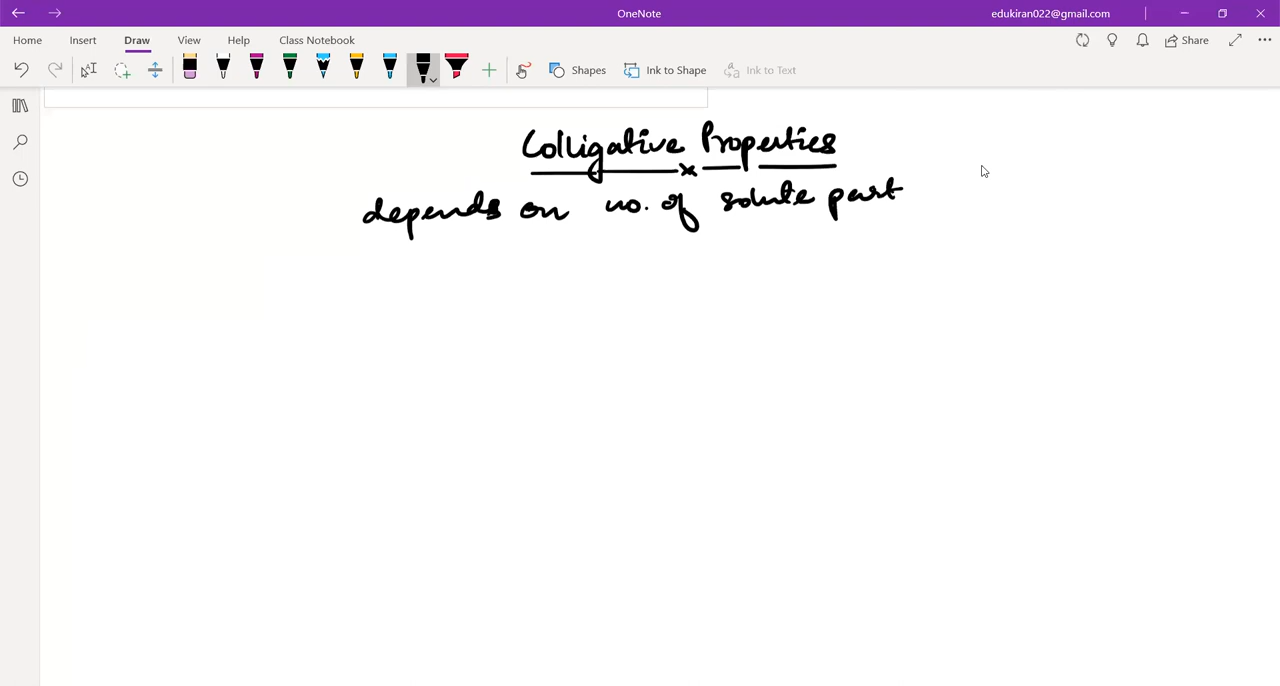 OneNote
edukiran022@gmail.com
Home Insert Draw View Help Class Notebook
Share
Shapes Ink to Shape Ink to Text
Colligative Properties
depends on no. of solute part